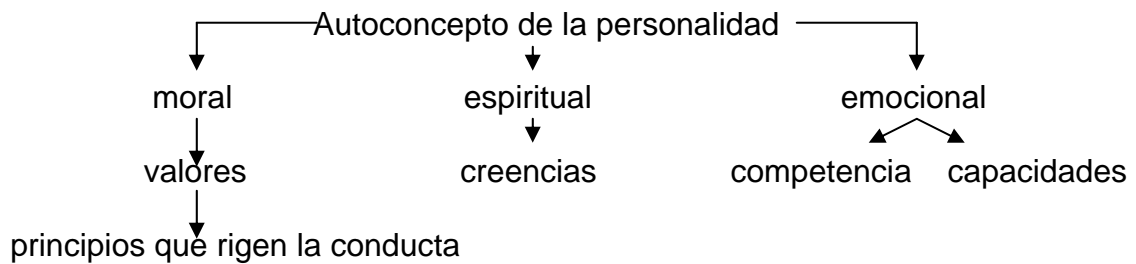 Autoconcepto de la personalidad
moral espiritual emocional
valores creencias competencia capacidades
principios que rigen la conducta